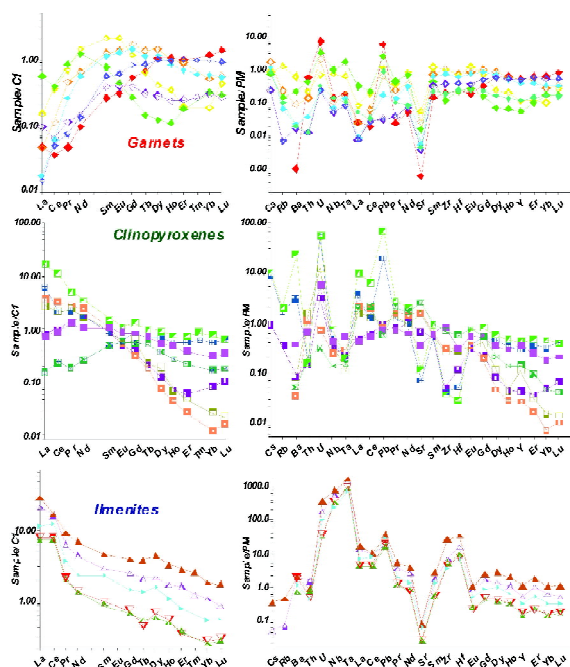 Sample/C1
1.00
0.10
0.01
Garnets
La Ce Pr Nd Sm Eu Gd Tb Dy Ho Er Tm Yb Lu
Sample/PM
10.00
1.00
0.10
0.01
0.00
Cs Rb Ba Th U Nb Ta La Ce Pb Pr Nd Sr Sm Zr Hf Eu Gd Dy Ho Y Er Yb Lu
Clinopyroxenes
Sample/C1
100.00
10.00
1.00
0.10
0.01
La Ce Pr Nd Sm Eu Gd Tb Dy Ho Er Tm Yb Lu
Sample/PM
100.00
10.00
1.00
0.10
0.01
Cs Rb Ba Th U Nb Ta La Ce Pb Pr Nd Sr Sm Zr Hf Eu Gd Dy Ho Y Er Yb Lu
Ilmenites
Sample/C1
10.00
1.00
La Ce Pr Nd Sm Eu Gd Tb Dy Ho Er Tm Yb Lu
Sample/PM
1000.0
100.0
10.0
1.0
0.1
0.0
Cs Rb Ba Th U Nb Ta La Ce Pb Pr Nd Sr Sm Zr Hf Eu Gd Dy Ho Y Er Yb Lu